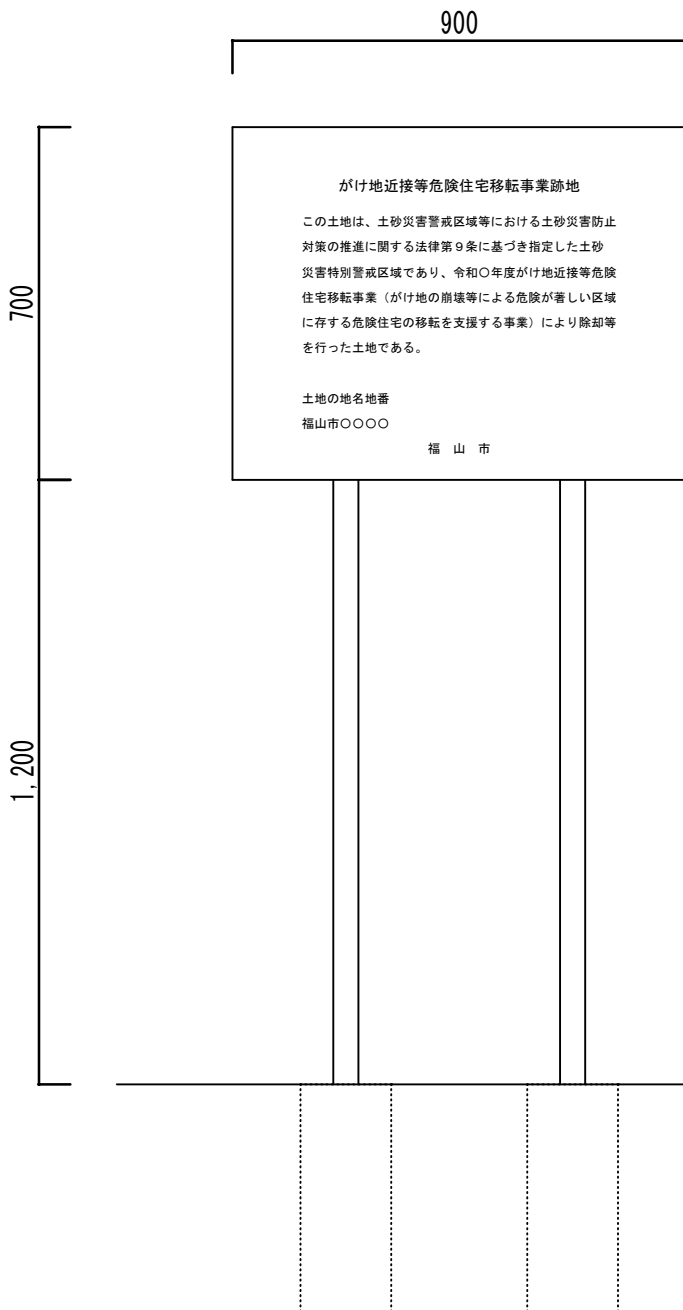 900
700
がけ地近接等危険住宅移転事業跡地
この土地は、土砂災害警戒区域等における土砂災害防止
対策の推進に関する法律第9条に基づき指定した土砂
災害特別警戒区域であり、令和〇年度がけ地近接等危険
住宅移転事業（がけ地の崩壊等による危険が著しい区域
に存する危険住宅の移転を支援する事業）により除却等
を行った土地である。
土地の地名地番
福山市〇〇〇〇
福 山 市
1,200